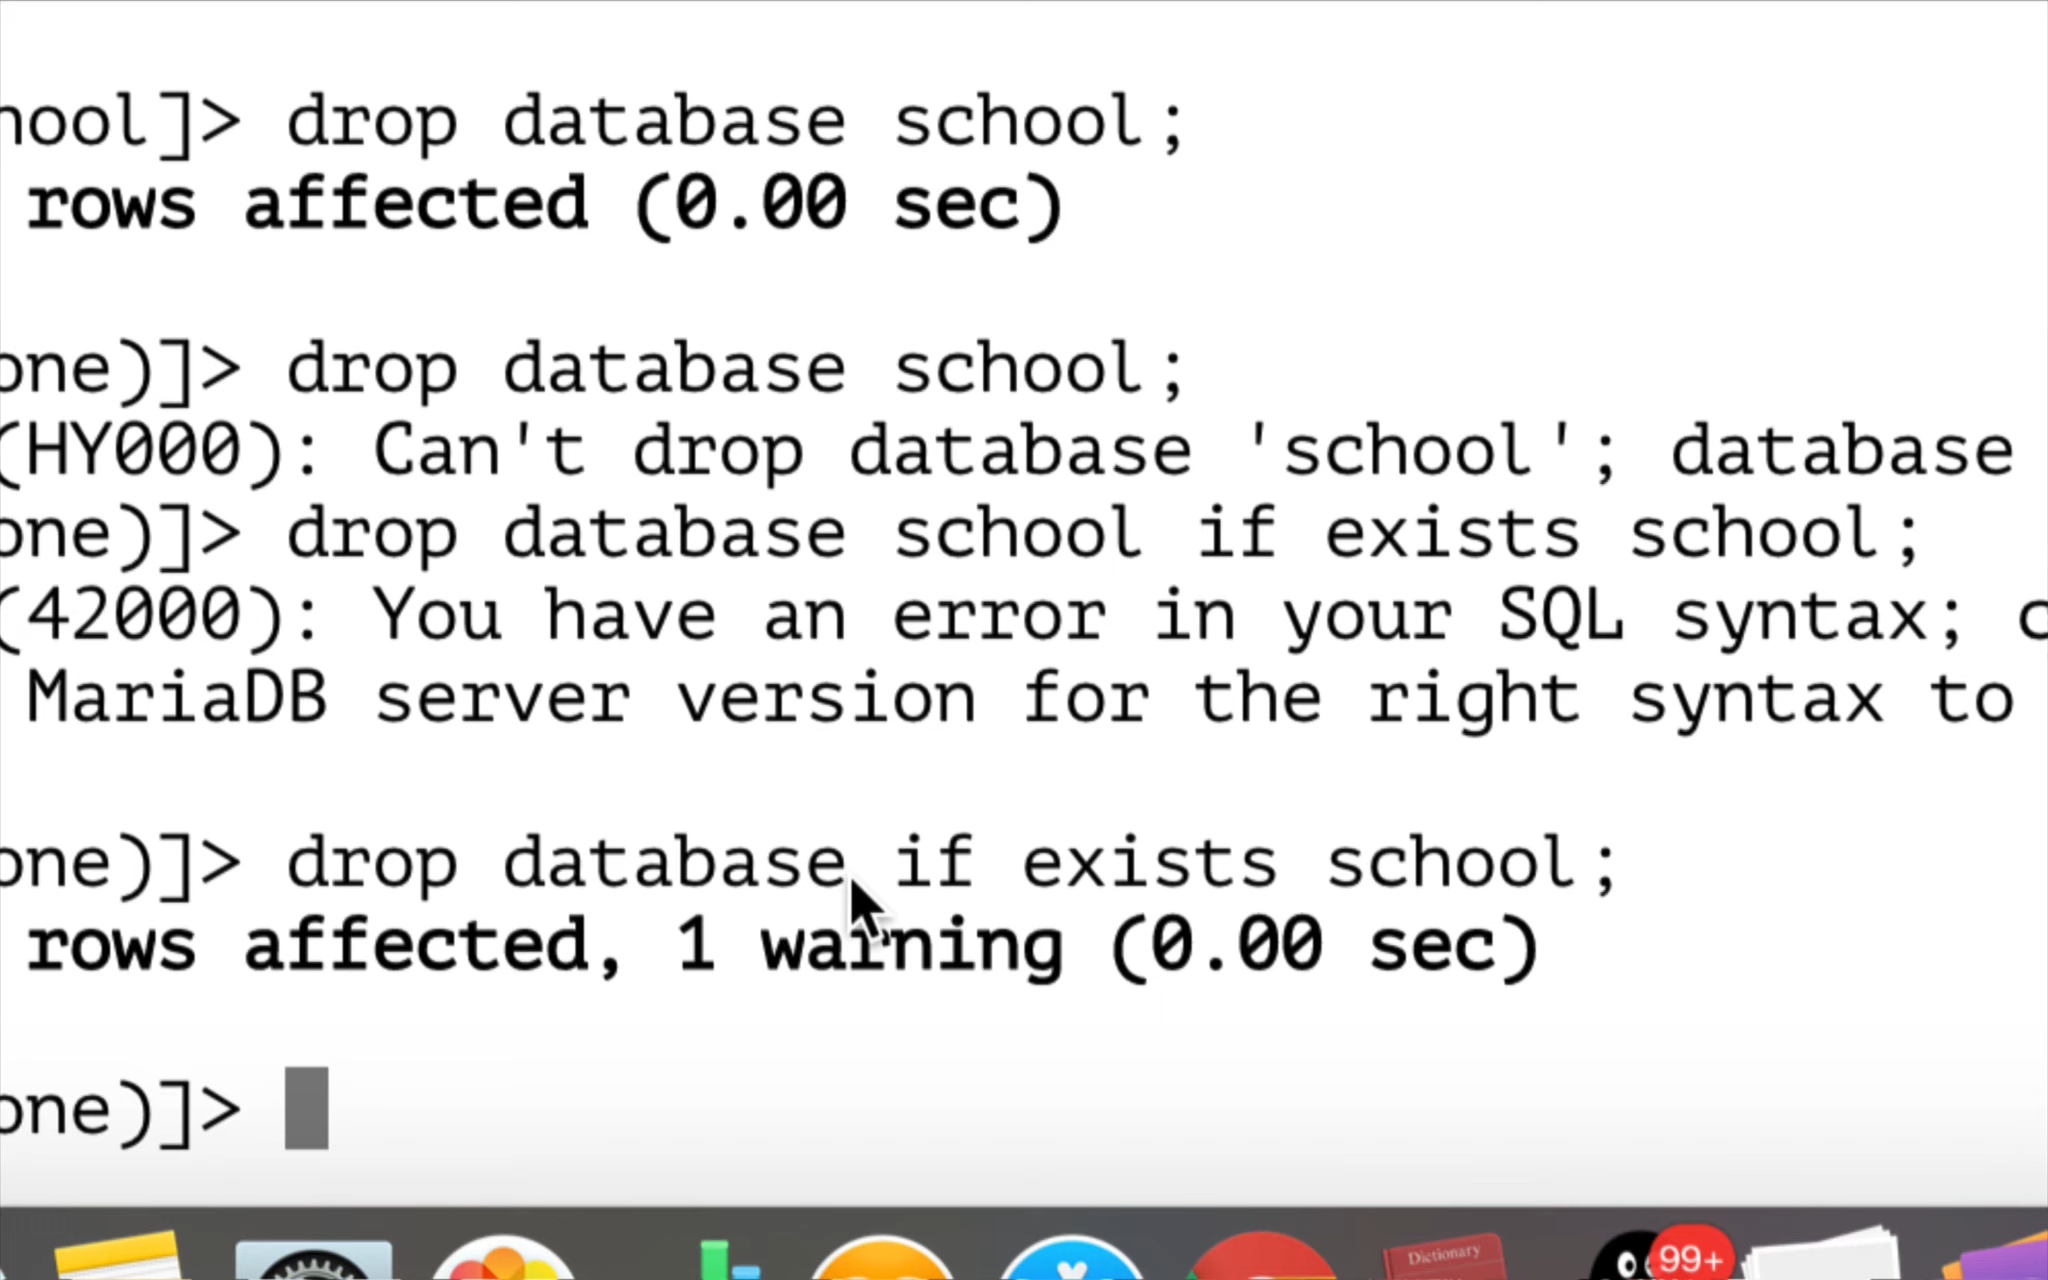 hool]> drop database school;
rows affected (0.00 sec)
one)]> drop database school;
(HY000): Can't drop database 'school'; database
one)]> drop database school if exists school;
(42000): You have an error in your SQL syntax; c
MariaDB server version for the right syntax to
one)]> drop database if exists school;
rows affected, 1 warning (0.00 sec)
one)]>
Dictionary
99+